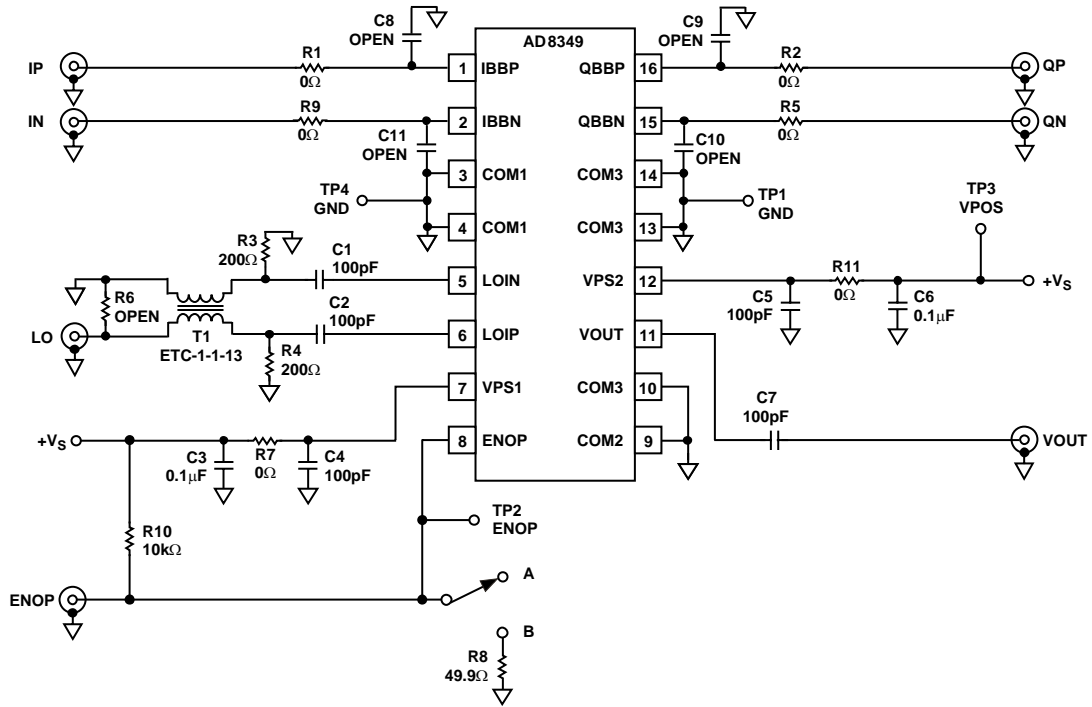 C8
OPEN
C9
OPEN
AD8349
IP
R1
0Ω
1
IBBP
QBBP
16
R2
0Ω
QP
IN
R9
0Ω
2
IBBN
QBBN
15
R5
0Ω
QN
C11
OPEN
C10
OPEN
3
COM1
COM3
14
TP4
GND
TP1
GND
TP3
VPOS
4
COM1
COM3
13
R3
200Ω
C1
100pF
5
LOIN
VPS2
12
R11
0Ω
+VS
R6
OPEN
C2
100pF
C5
100pF
C6
0.1μF
LO
T1
ETC-1-1-13
6
LOIP
VOUT
11
R4
200Ω
7
VPS1
COM3
10
C7
100pF
+VS
8
ENOP
COM2
9
VOUT
C3
0.1μF
R7
0Ω
C4
100pF
TP2
ENOP
R10
10kΩ
A
ENOP
B
R8
49.9Ω